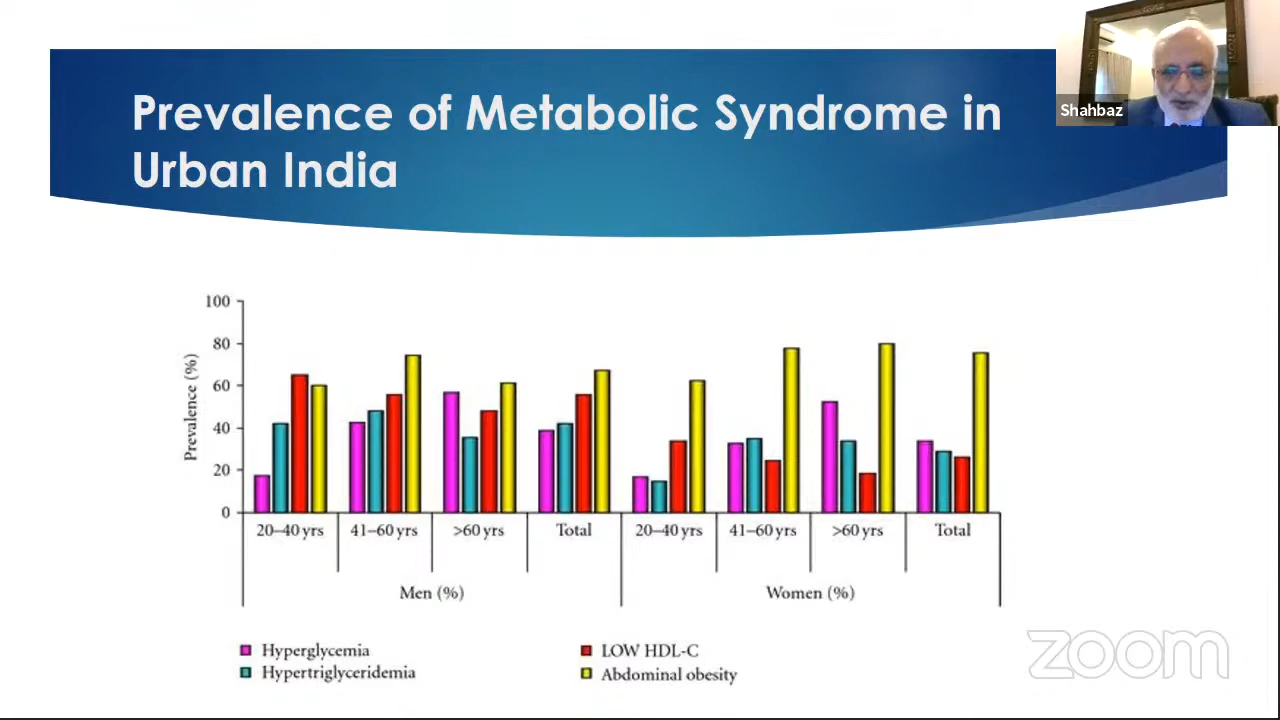 Prevalence of Metabolic Syndrome in
Urban India
Shahbaz
100
80
60
40
20
0
Prevalence (%)
20–40 yrs
41–60 yrs
>60 yrs
Total
20–40 yrs
41–60 yrs
>60 yrs
Total
Men (%)
Women (%)
Hyperglycemia
Hypertriglyceridemia
LOW HDL-C
Abdominal obesity
zoom